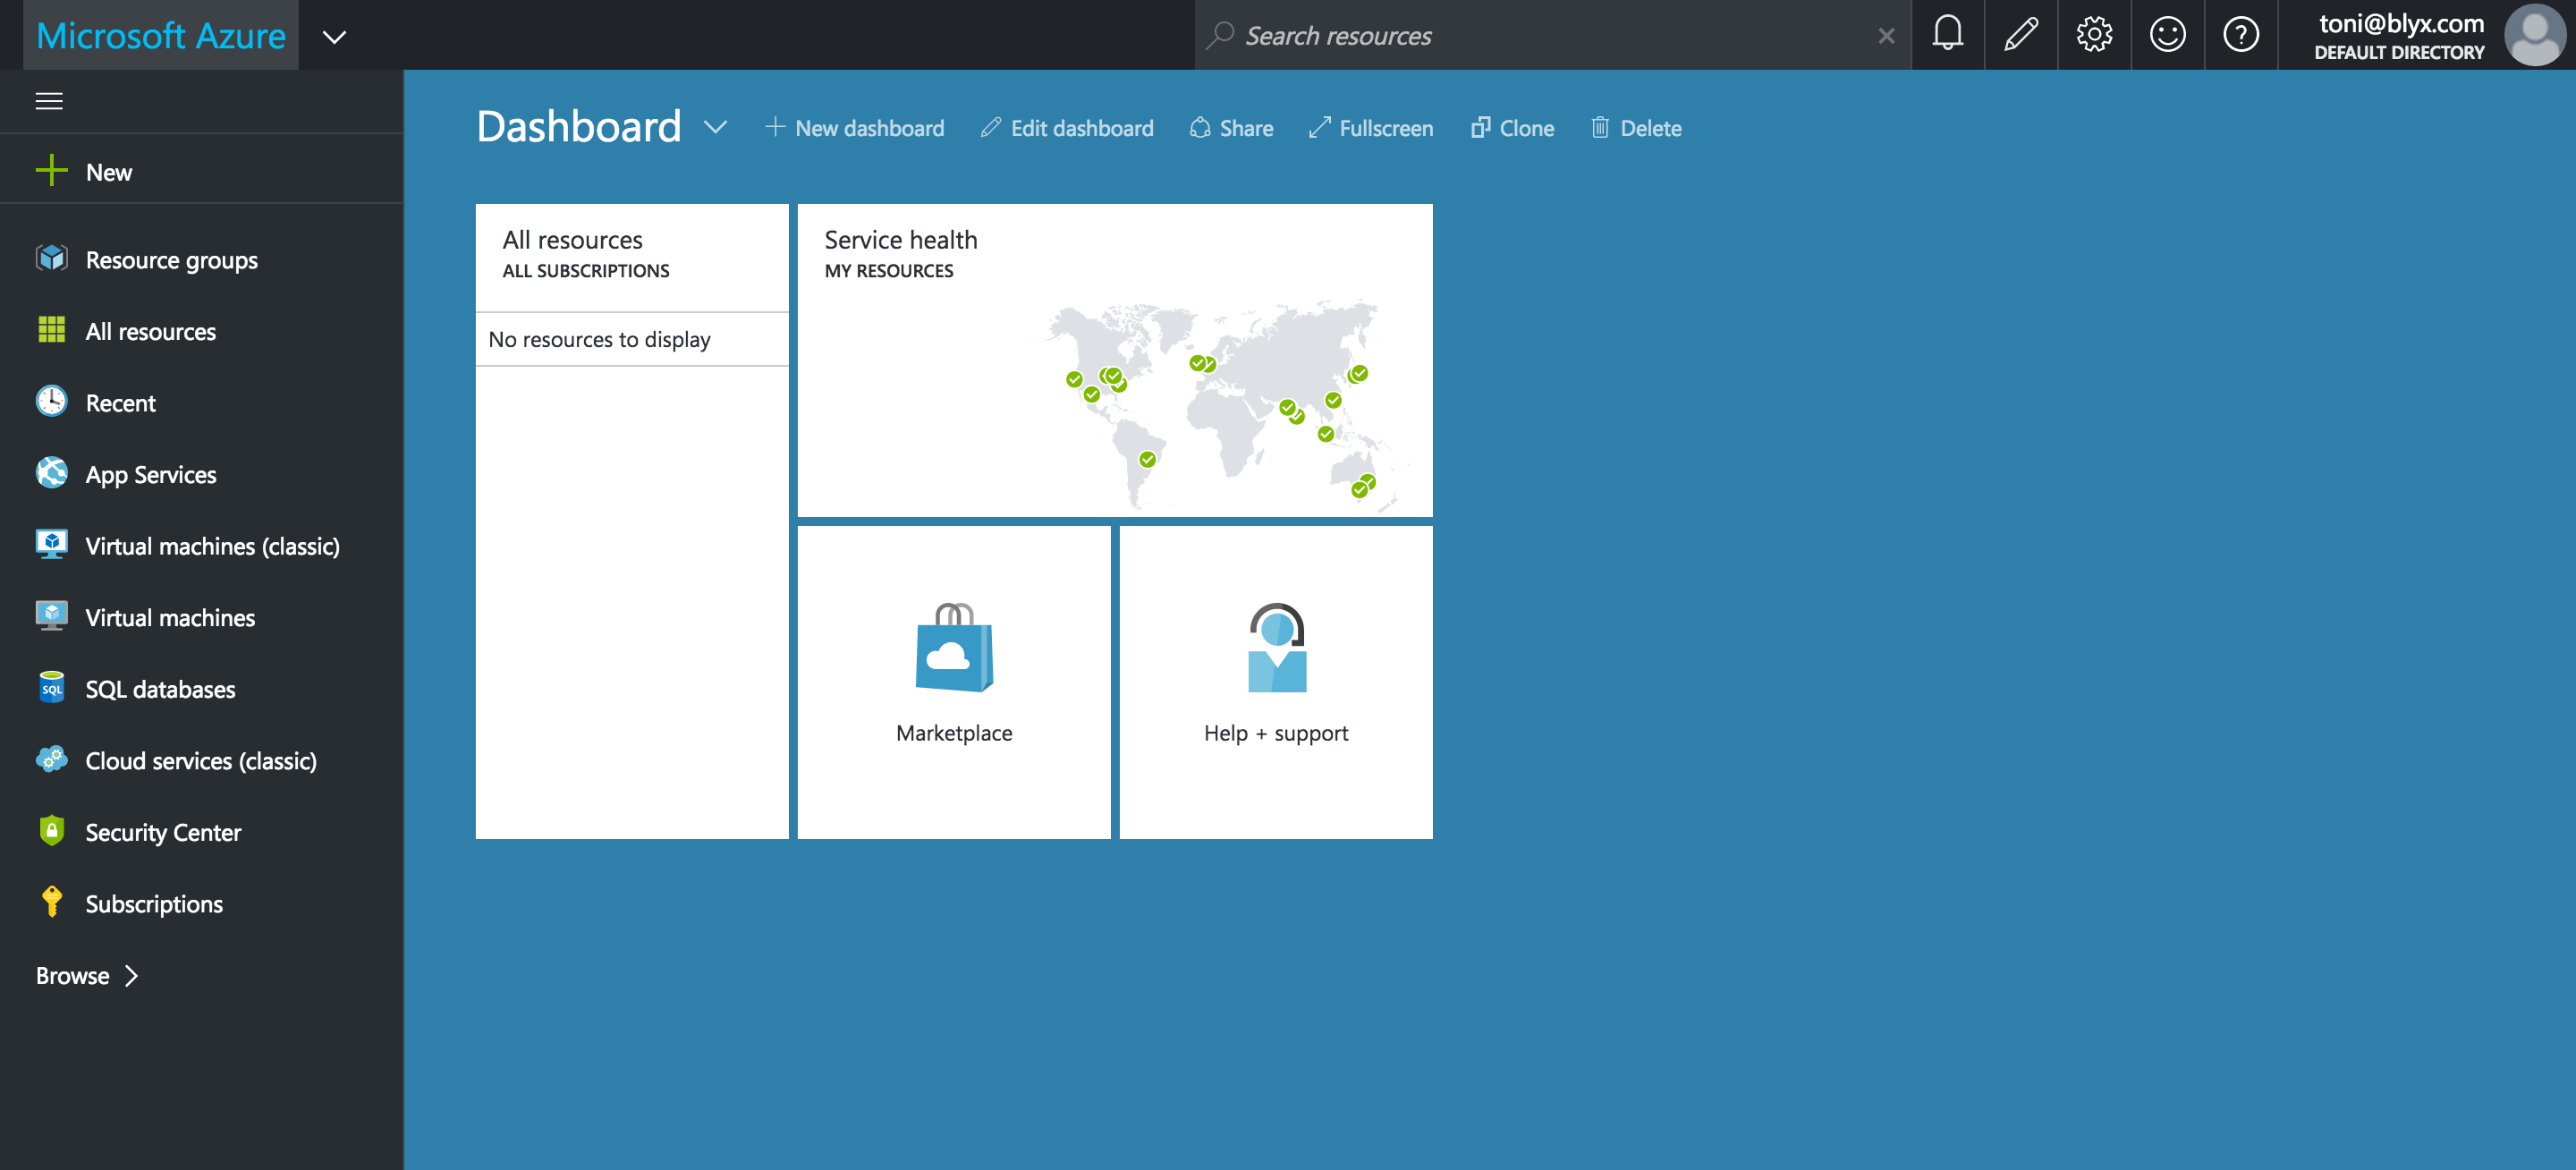 Microsoft Azure
Search resources
toni@blyx.com
DEFAULT DIRECTORY
New
Resource groups
All resources
Recent
App Services
Virtual machines (classic)
Virtual machines
SQL
SQL databases
Cloud services (classic)
Security Center
Subscriptions
Browse
Dashboard
New dashboard
Edit dashboard
Share
Fullscreen
Clone
Delete
All resources
ALL SUBSCRIPTIONS
No resources to display
Service health
MY RESOURCES
Marketplace
Help + support